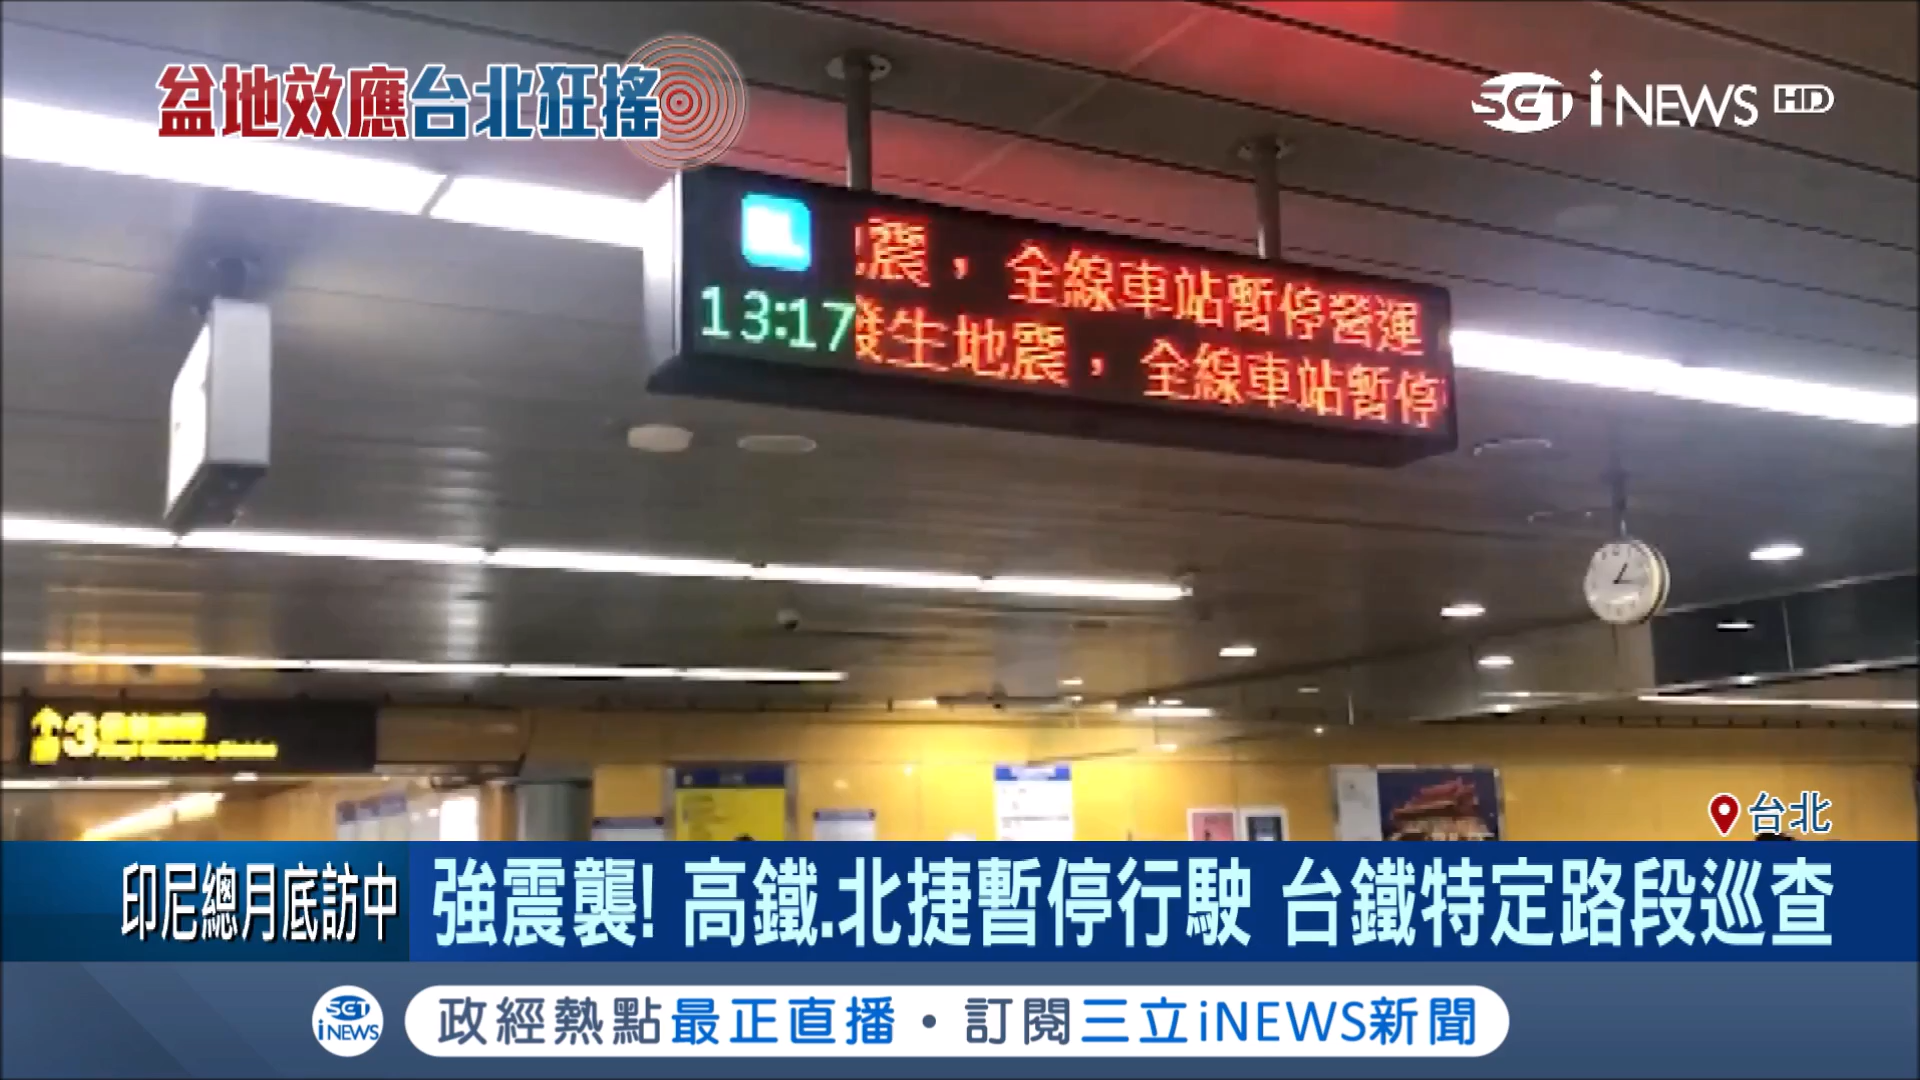 盆地效應台北狂搖
SET iNEWS HD
BL
震，全線車站暫停營運
13:17
發生地震，全線車站暫停
3
台北
印尼總月底訪中
強震襲! 高鐵.北捷暫停行駛 台鐵特定路段巡查
SET iNEWS
政經熱點最正直播·訂閱三立iNEWS新聞